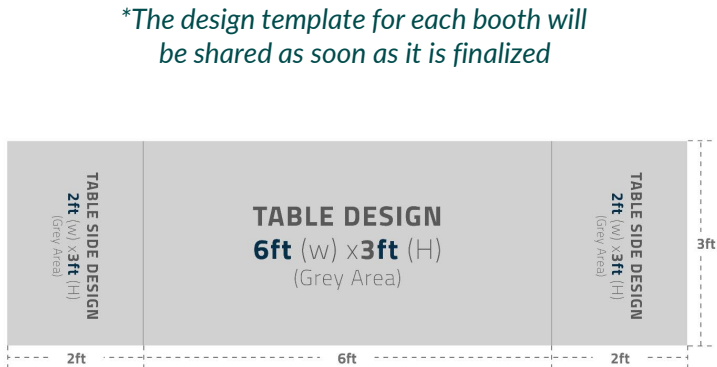 *The design template for each booth will
be shared as soon as it is finalized
TABLE SIDE DESIGN
2ft (w) x3ft (H)
(Grey Area)
TABLE DESIGN
6ft (w) x3ft (H)
(Grey Area)
TABLE SIDE DESIGN
2ft (w) x3ft (H)
(Grey Area)
3ft
2ft
6ft
2ft